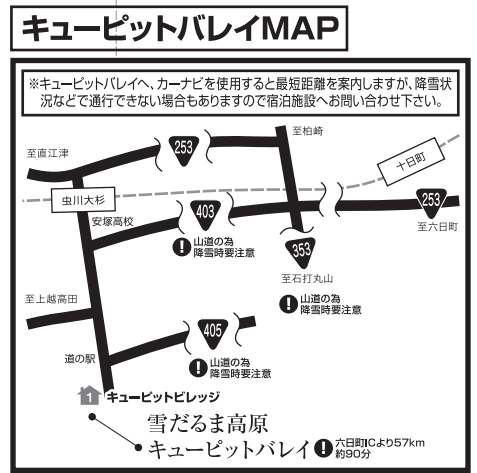 キューピットバレイMAP
※キューピットバレイへ、カーナビを使用すると最短距離を案内しますが、降雪状
況などで通行できない場合もありますので宿泊施設へお問い合わせ下さい。
至柏崎
253
至直江津
十日町
虫川大杉
403
253
安塚高校
至六日町
山道の為
降雪時要注意
353
至石打丸山
至上越高田
山道の為
降雪時要注意
405
道の駅
山道の為
降雪時要注意
1
キューピットビレッジ
雪だるま高原
キューピットバレイ
六日町ICより57km
約90分